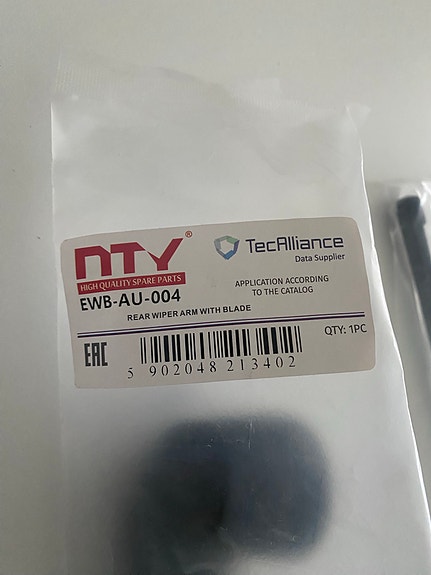 NTY®
HIGH QUALITY SPARE PARTS
TecAlliance
Data Supplier
EWB-AU-004
APPLICATION ACCORDING
TO THE CATALOG
REAR WIPER ARM WITH BLADE
QTY: 1PC
EAC
5 902048 213402